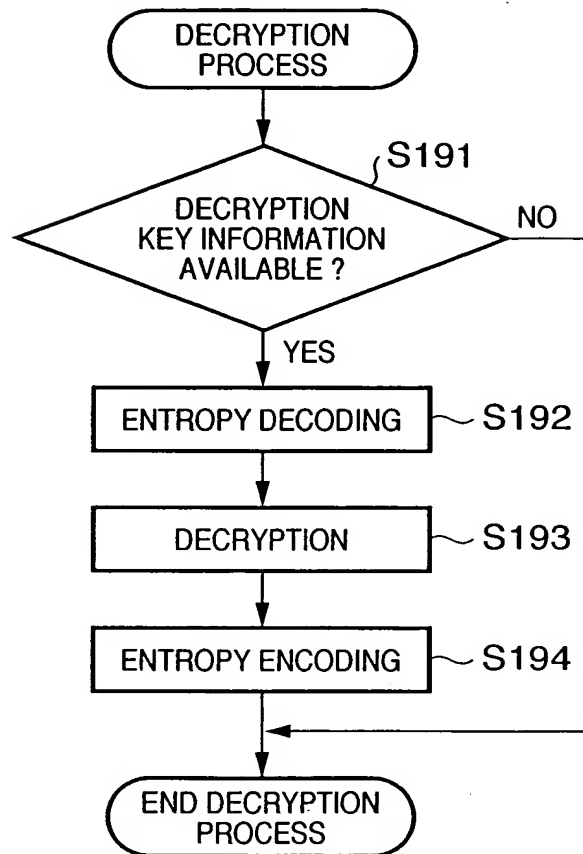 DECRYPTION
PROCESS
S191
DECRYPTION
KEY INFORMATION
AVAILABLE ?
NO
YES
ENTROPY DECODING
S192
DECRYPTION
S193
ENTROPY ENCODING
S194
END DECRYPTION
PROCESS